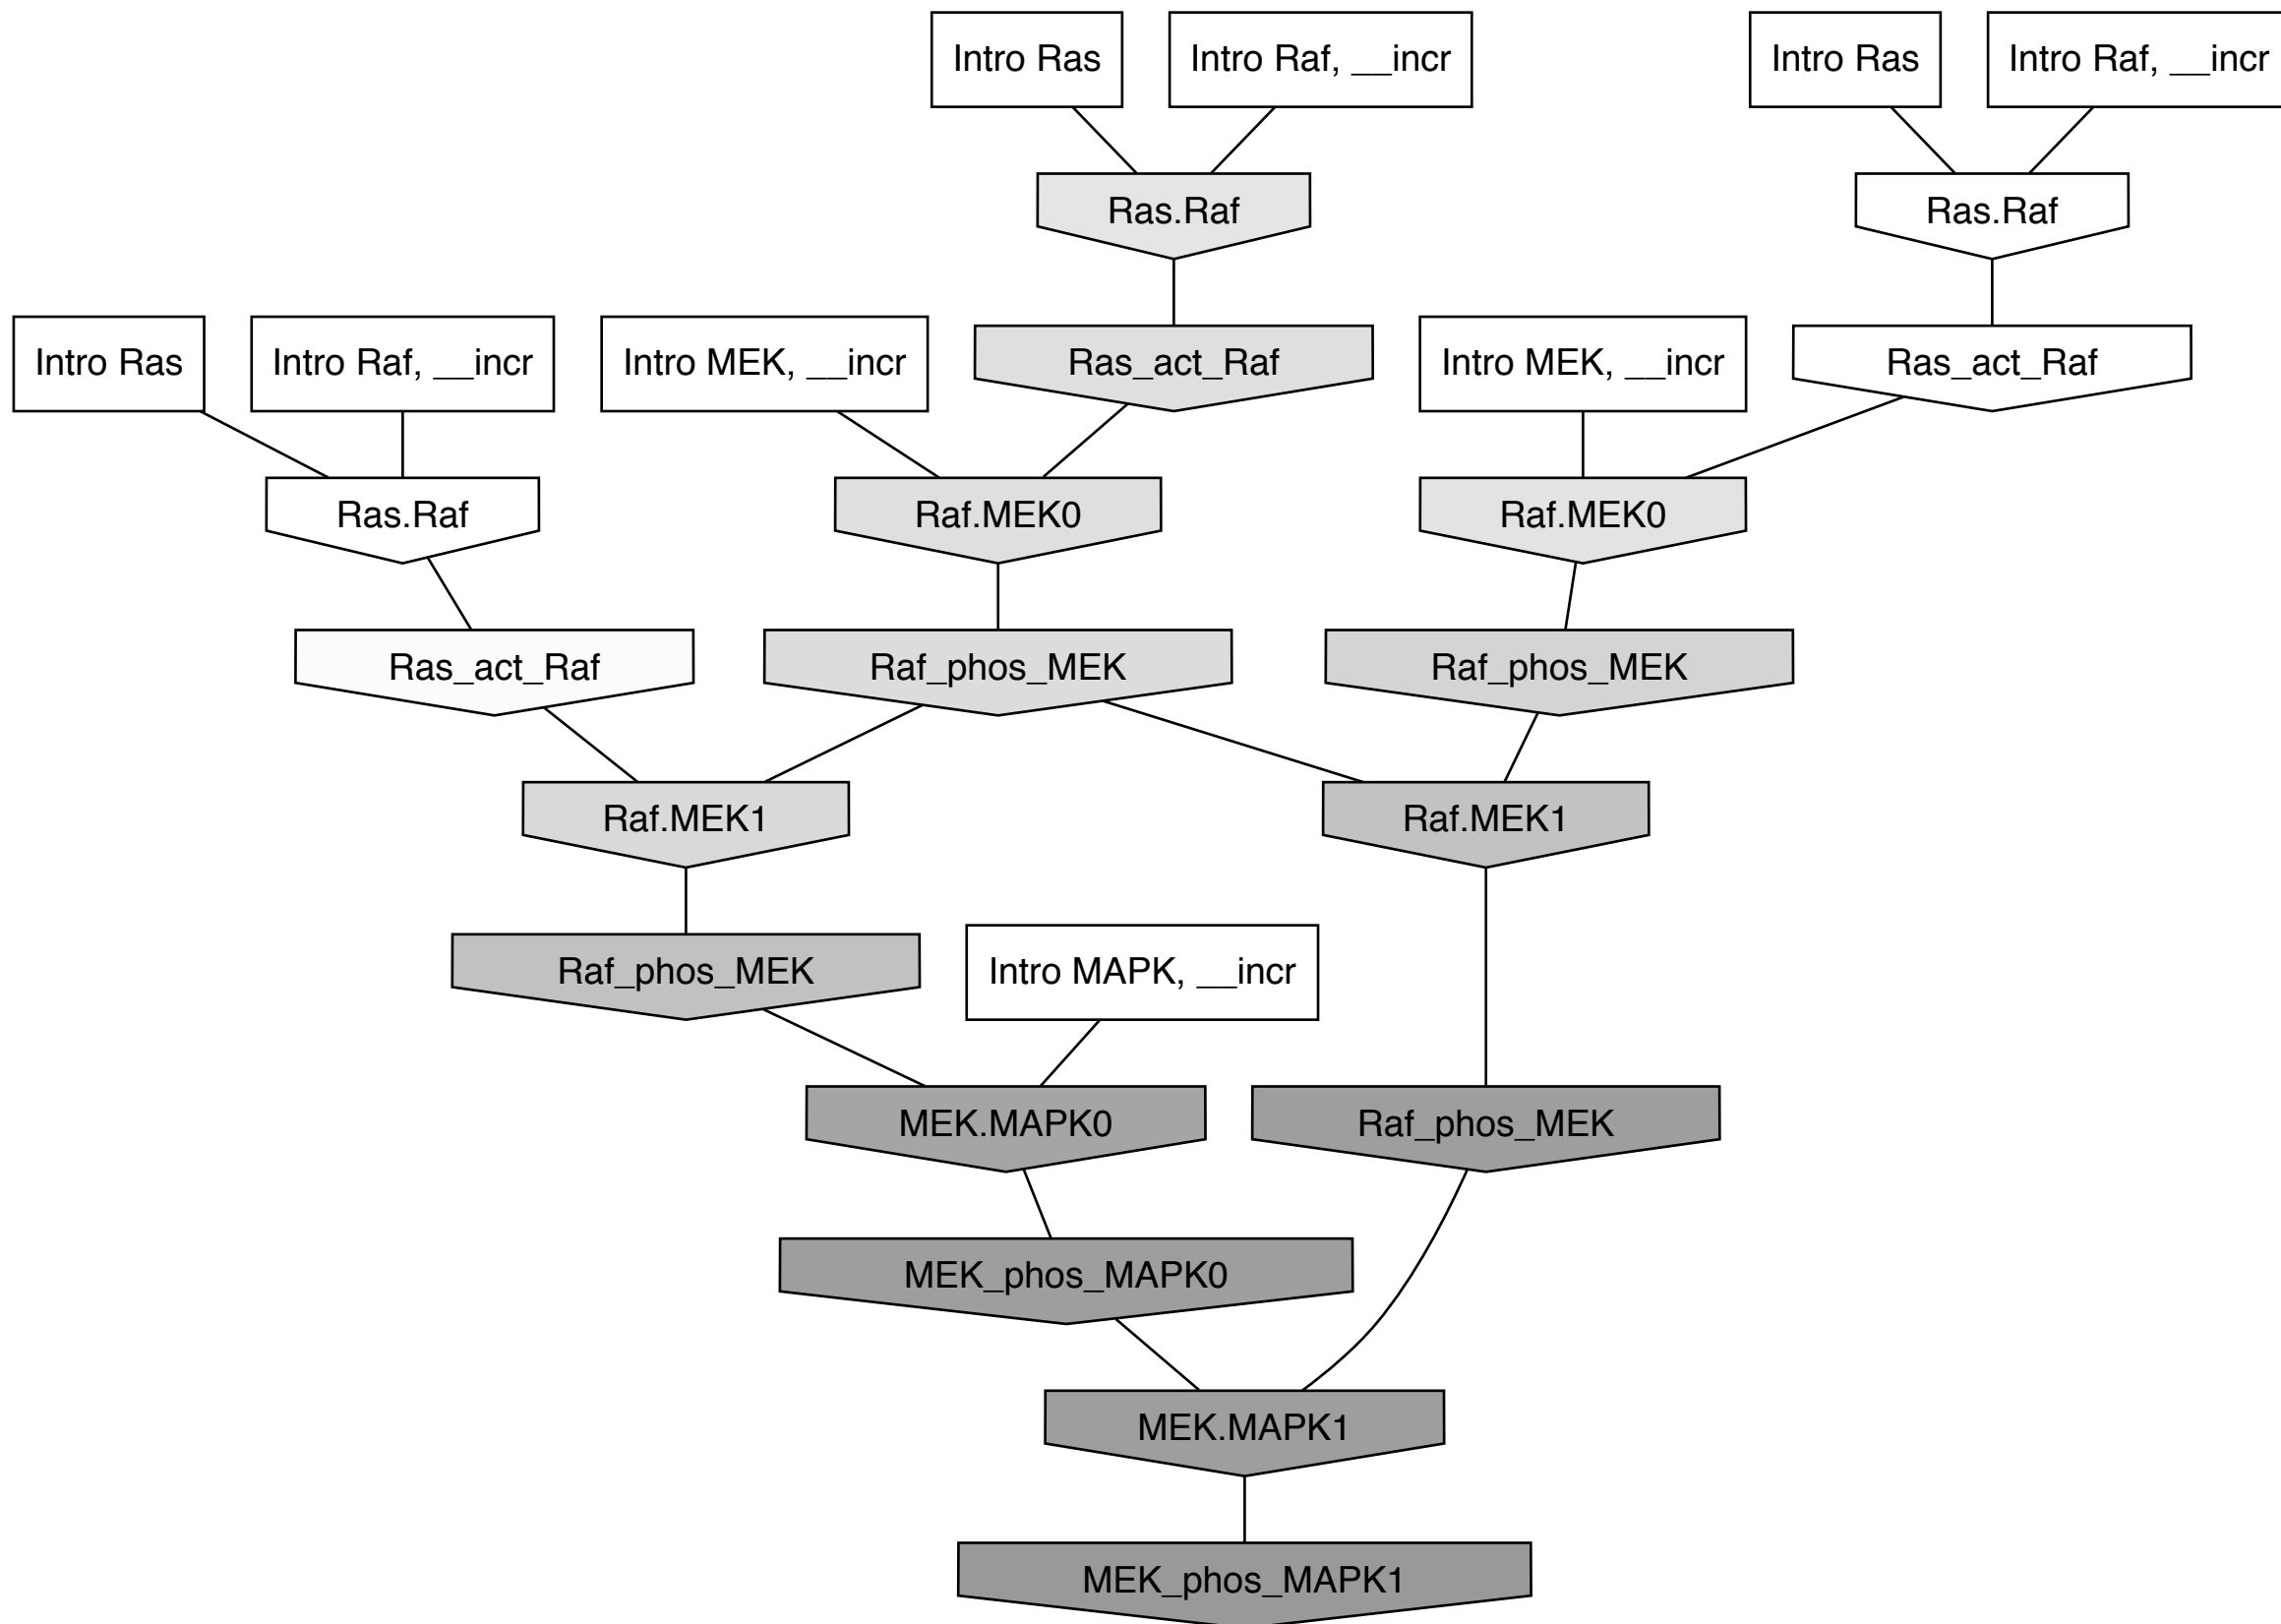 Intro Ras
Intro Raf, __incr
Intro Ras
Intro Raf, __incr
Ras.Raf
Ras.Raf
Intro Ras
Intro Raf, __incr
Intro MEK, __incr
Ras_act_Raf
Intro MEK, __incr
Ras_act_Raf
Ras.Raf
Raf.MEK0
Raf.MEK0
Ras_act_Raf
Raf_phos_MEK
Raf_phos_MEK
Raf.MEK1
Raf.MEK1
Raf_phos_MEK
Intro MAPK, __incr
MEK.MAPK0
Raf_phos_MEK
MEK_phos_MAPK0
MEK.MAPK1
MEK_phos_MAPK1